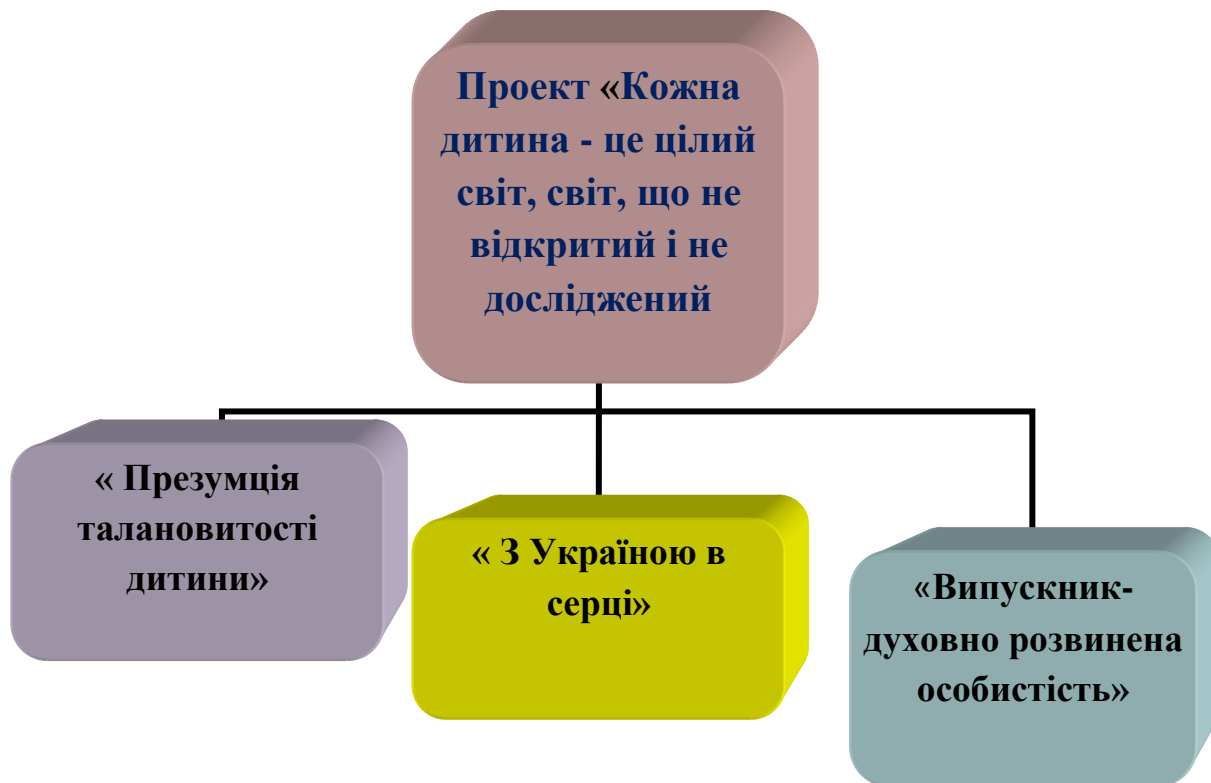 Проект «Кожна
дитина - це цілий
світ, світ, що не
відкритий і не
досліджений
« Презумція
талановитості
дитини»
« З Україною в
серці»
«Випускник-
духовно розвинена
особистість»